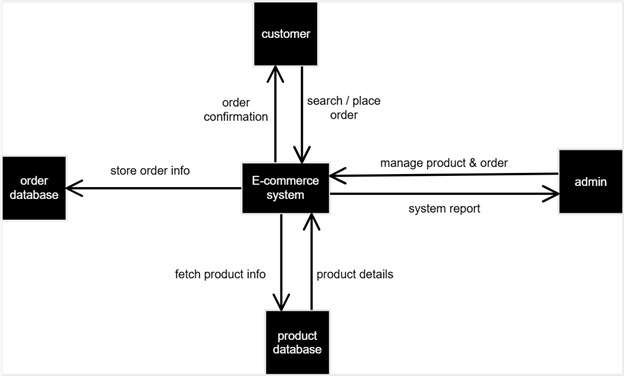 customer
order
confirmation
search / place
order
store order info
manage product & order
order
database
E-commerce
system
admin
system report
fetch product info
product details
product
database